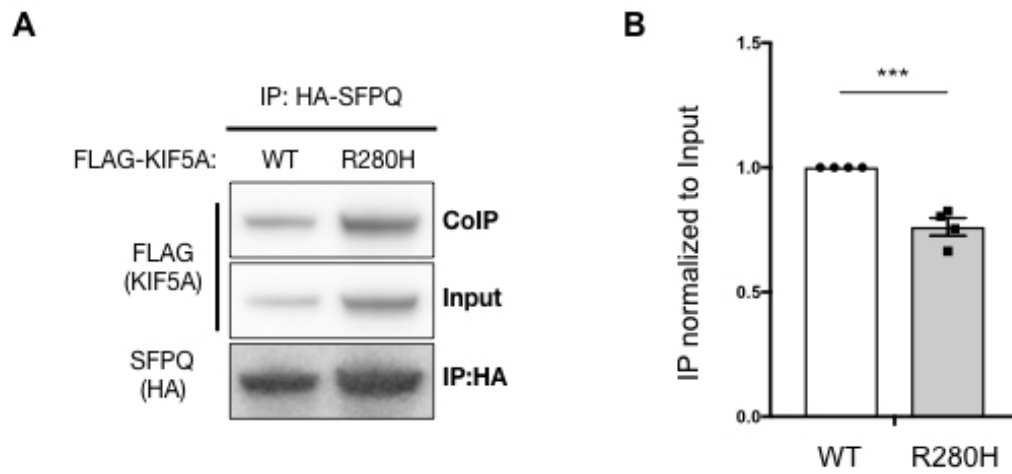 A
IP: HA-SFPQ
FLAG-KIF5A: WT R280H
CoIP
FLAG
(KIF5A)
Input
SFPQ
(HA)
IP:HA
B
IP normalized to Input
1.5
1.0
0.5
0.0
***
WT R280H